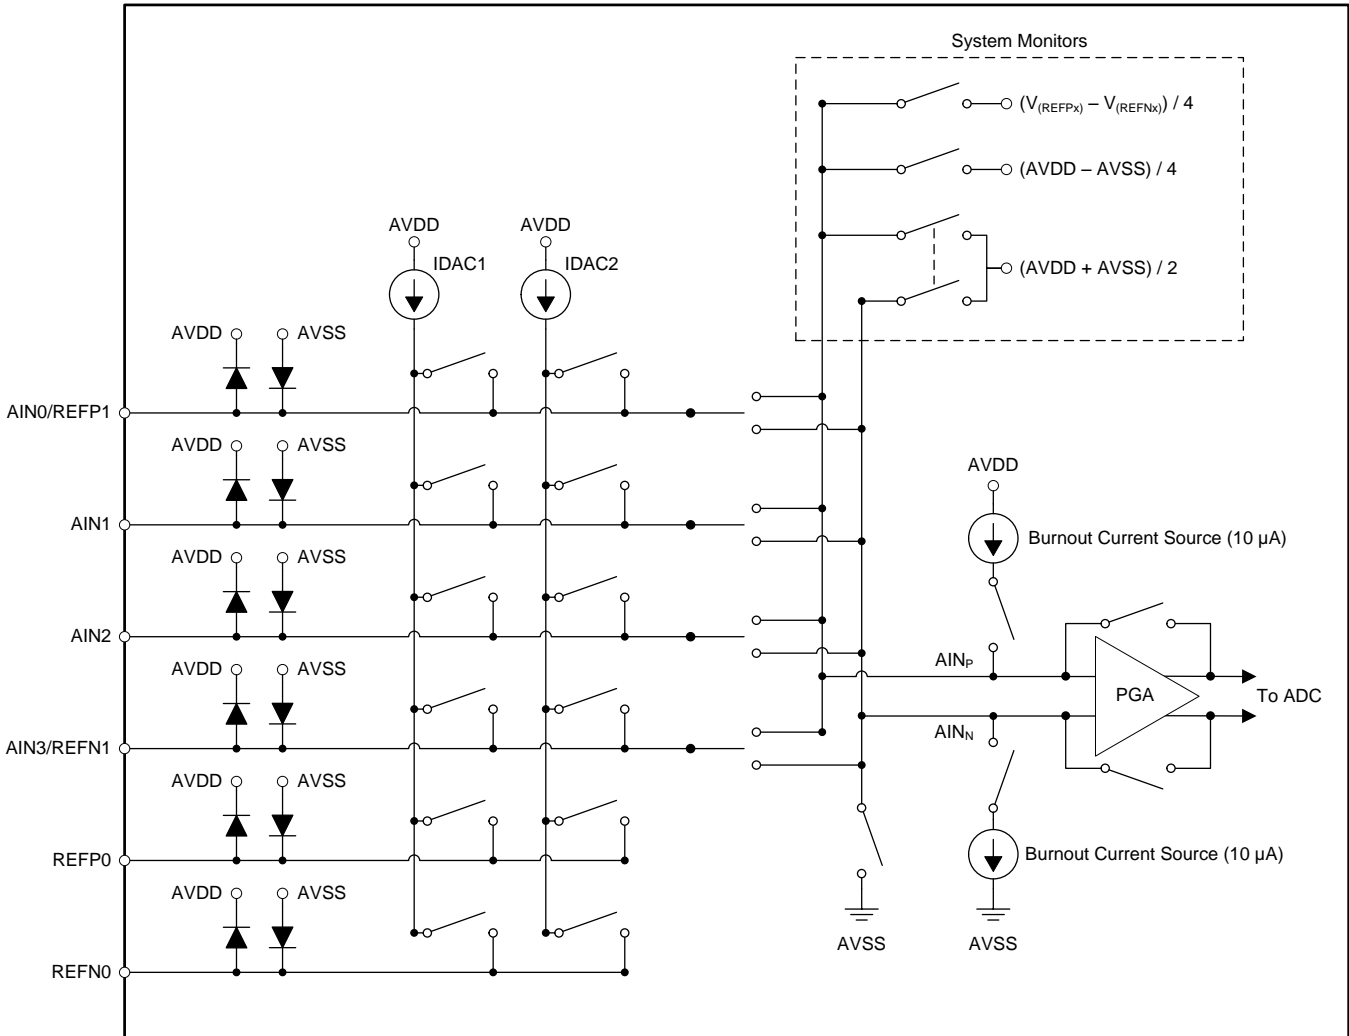 System Monitors
(V(REFPx) – V(REFNx)) / 4
(AVDD – AVSS) / 4
(AVDD + AVSS) / 2
AVDD
AVDD
IDAC1
IDAC2
AVDD
AVSS
AIN0/REFP1
AVDD
AVSS
AIN1
AVDD
AVSS
AIN2
AVDD
AVSS
AIN3/REFN1
AVDD
AVSS
REFP0
AVDD
AVSS
REFN0
AVDD
Burnout Current Source (10 µA)
AINP
PGA
To ADC
AINN
Burnout Current Source (10 µA)
AVSS
AVSS